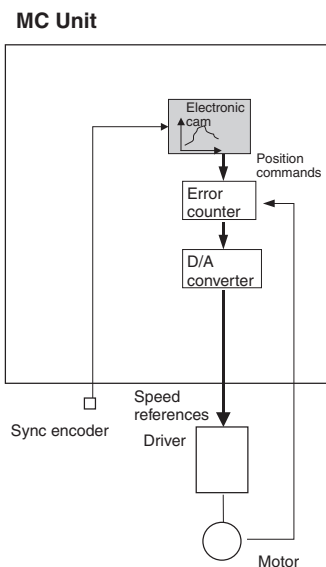 MC Unit
Electronic
cam
Position
commands
Error
counter
D/A
converter
Speed
references
Sync encoder
Driver
Motor